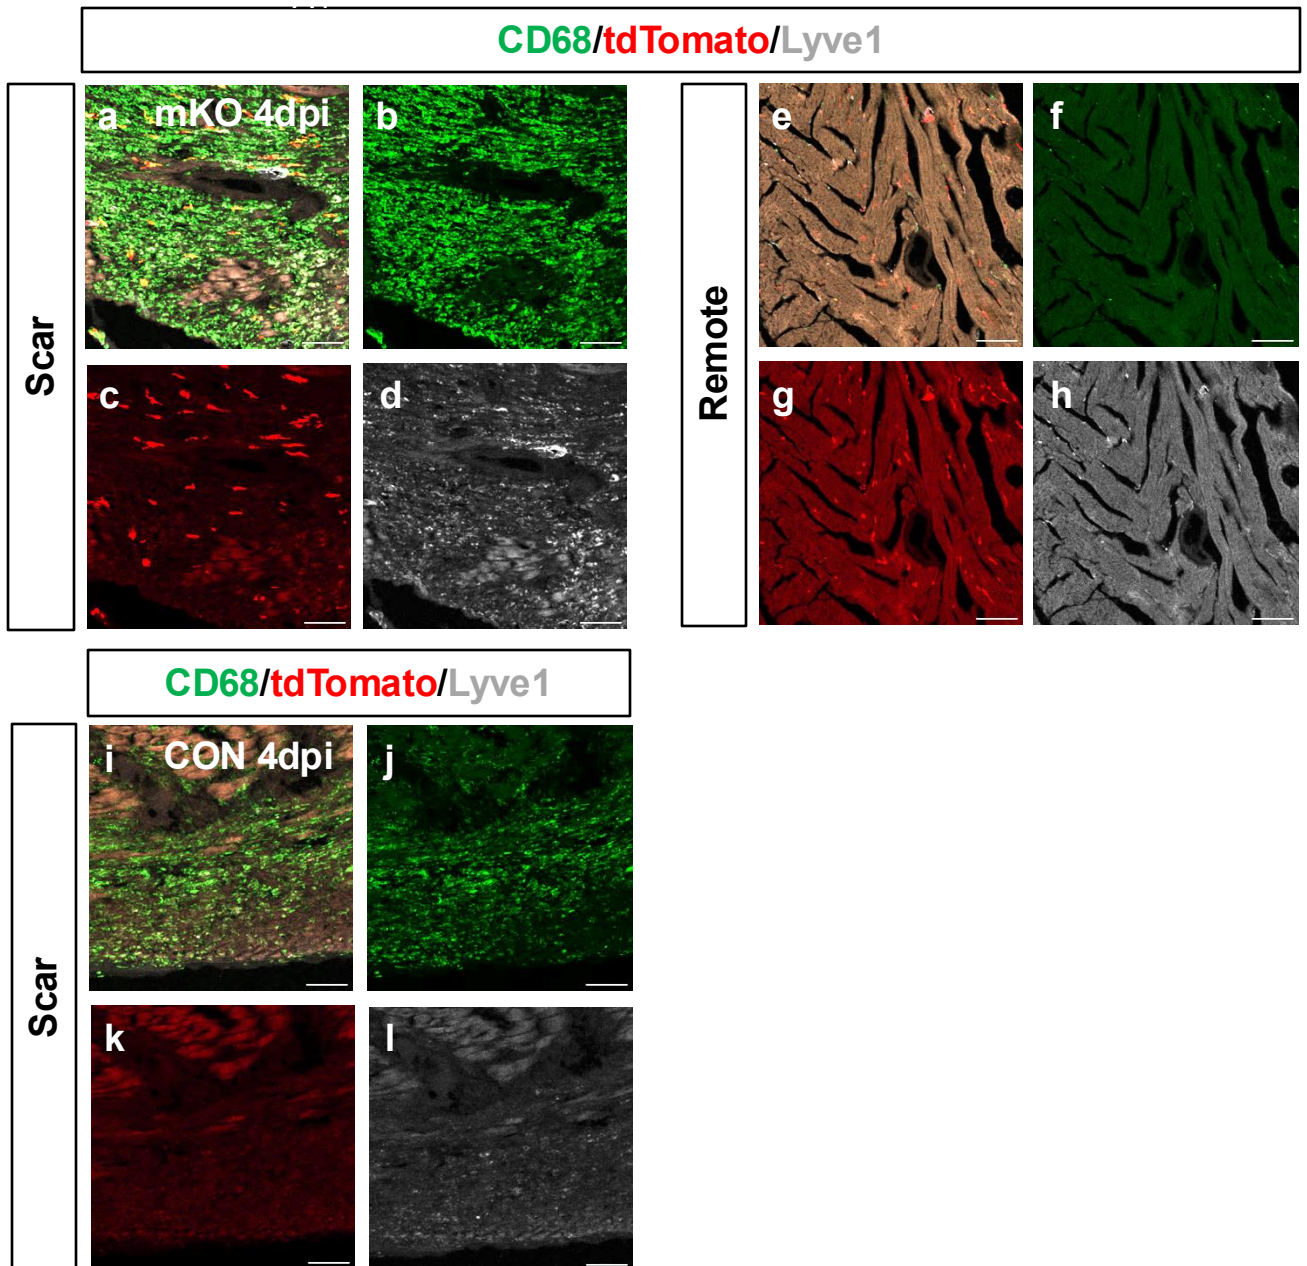 CD68/tdTomato/Lyve1
Scar
a mKO 4dpi
b
c
d
Remote
e
f
g
h
CD68/tdTomato/Lyve1
Scar
i CON 4dpi
j
k
l